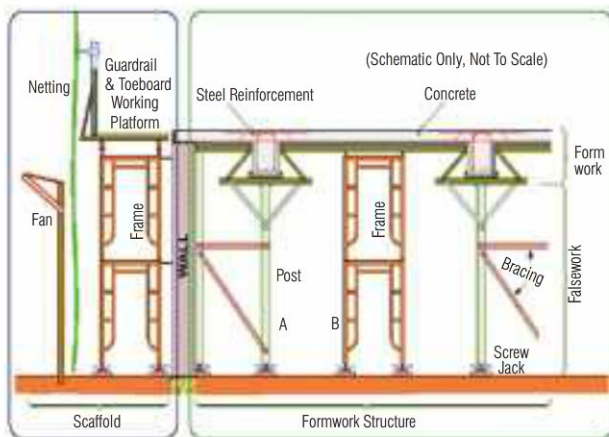 Netting
Guardrail
& Toeboard
Working
Platform
(Schematic Only, Not To Scale)
Steel Reinforcement
Concrete
Form
work
Fan
Frame
WALL
Post
Frame
Bracing
Falsework
A
B
Screw
Jack
Scaffold
Formwork Structure